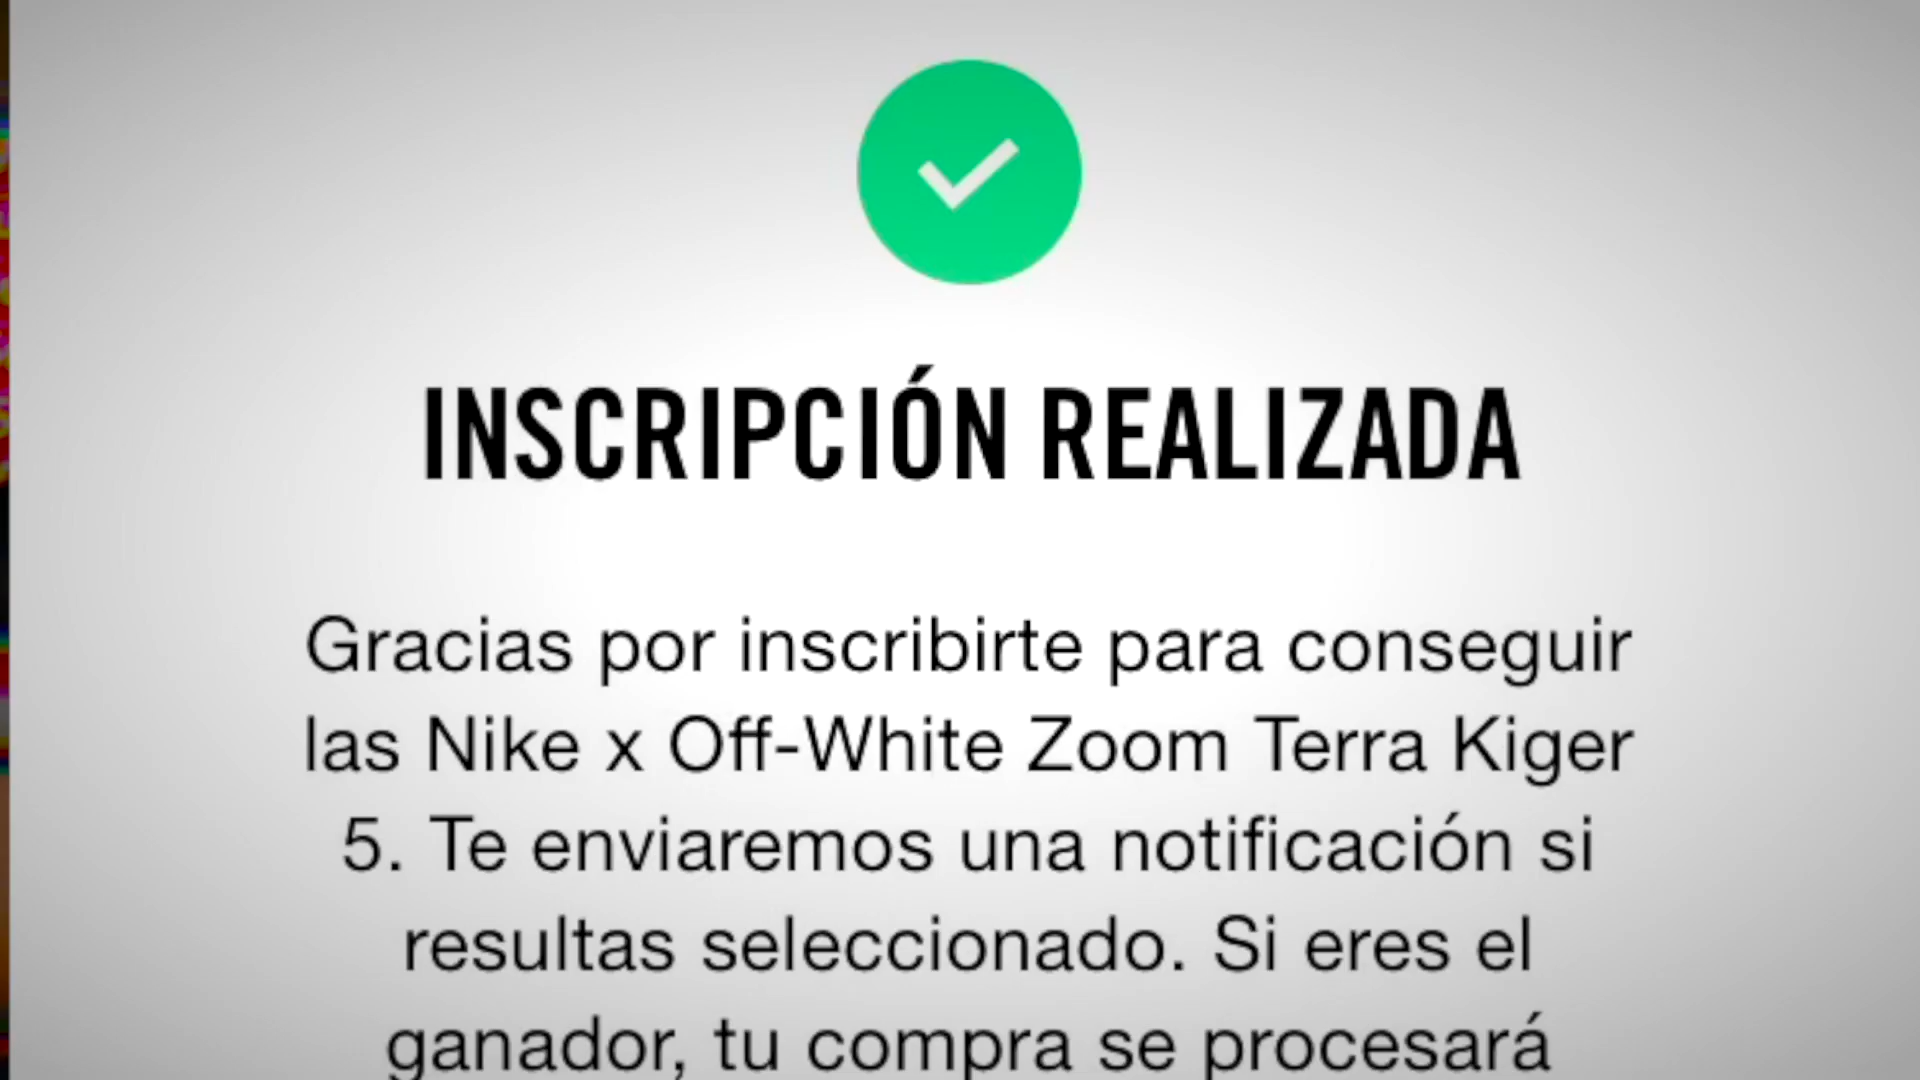 INSCRIPCIÓN REALIZADA
Gracias por inscribirte para conseguir
las Nike x Off-White Zoom Terra Kiger
5. Te enviaremos una notificación si
resultas seleccionado. Si eres el
ganador, tu compra se procesará